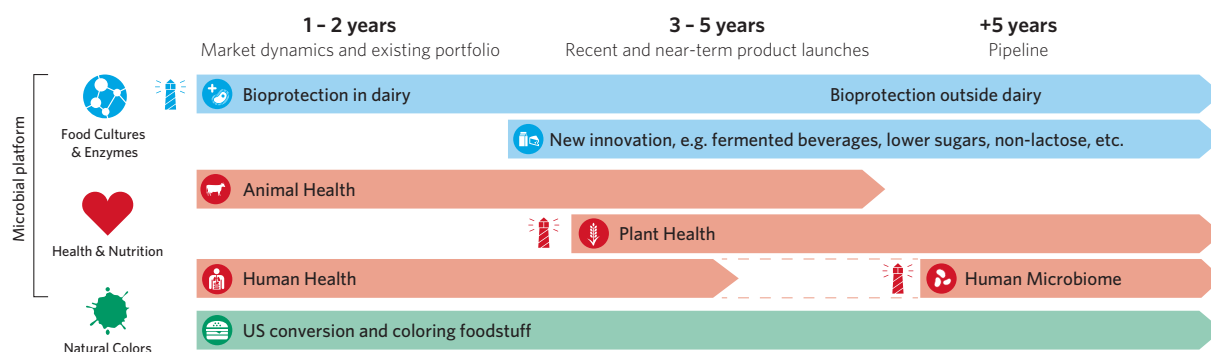 1 – 2 years
3 – 5 years
+5 years
Market dynamics and existing portfolio
Recent and near-term product launches
Pipeline
Microbial platform
Food Cultures
& Enzymes
Bioprotection in dairy
Bioprotection outside dairy
New innovation, e.g. fermented beverages, lower sugars, non-lactose, etc.
Health & Nutrition
Animal Health
Plant Health
Human Health
Human Microbiome
Natural Colors
US conversion and coloring foodstuff